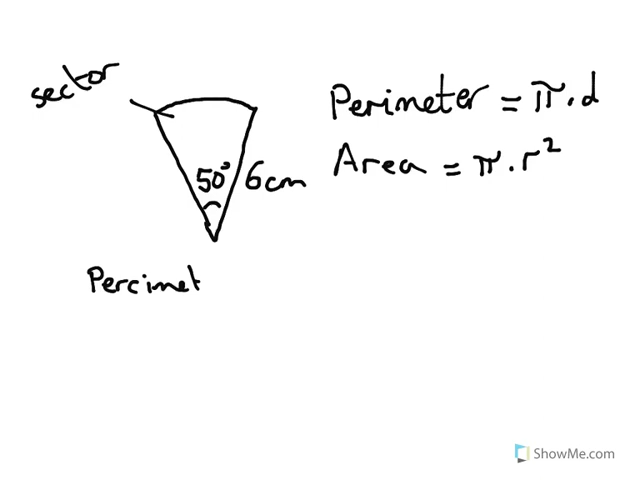 sector
Perimeter = π.d
Area = π.r²
50°
6cm
Percimet
ShowMe.com